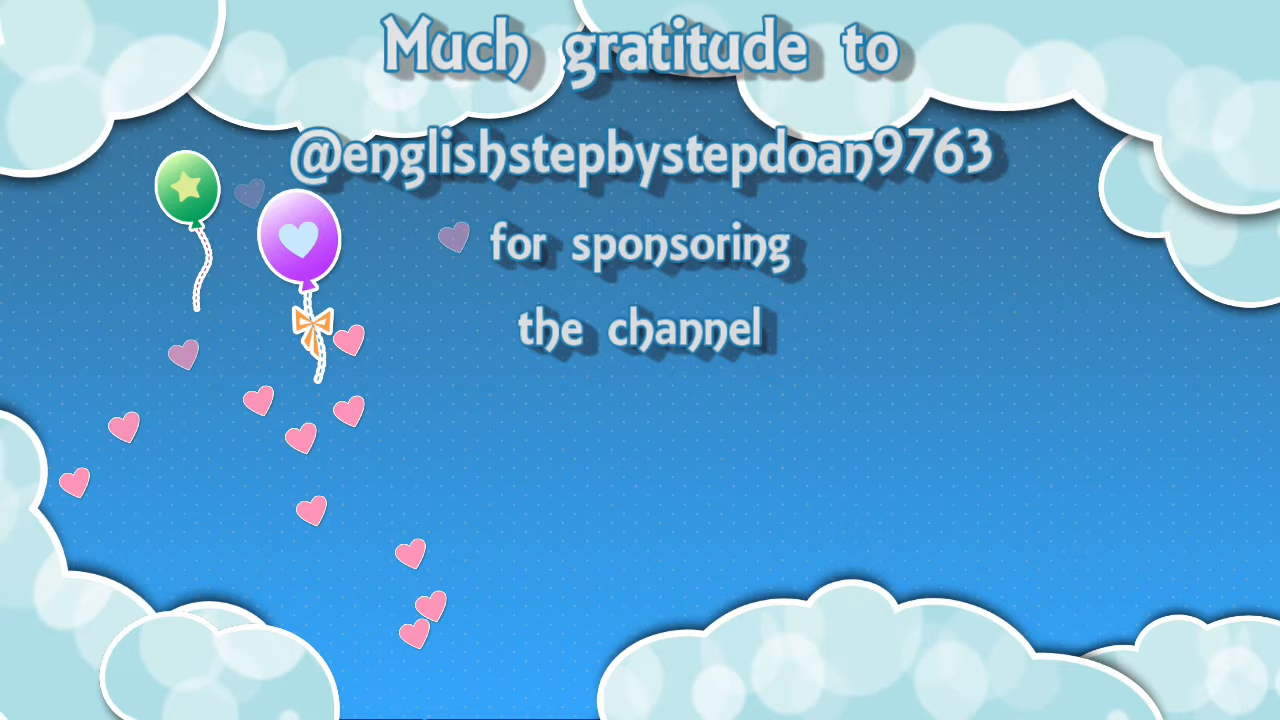 Much gratitude to
@englishstepbystepdoan9763
for sponsoring
the channel